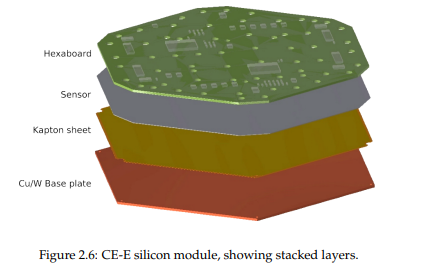 Hexaboard
Sensor
Kapton sheet
Cu/W Base plate
Figure 2.6: CE-E silicon module, showing stacked layers.